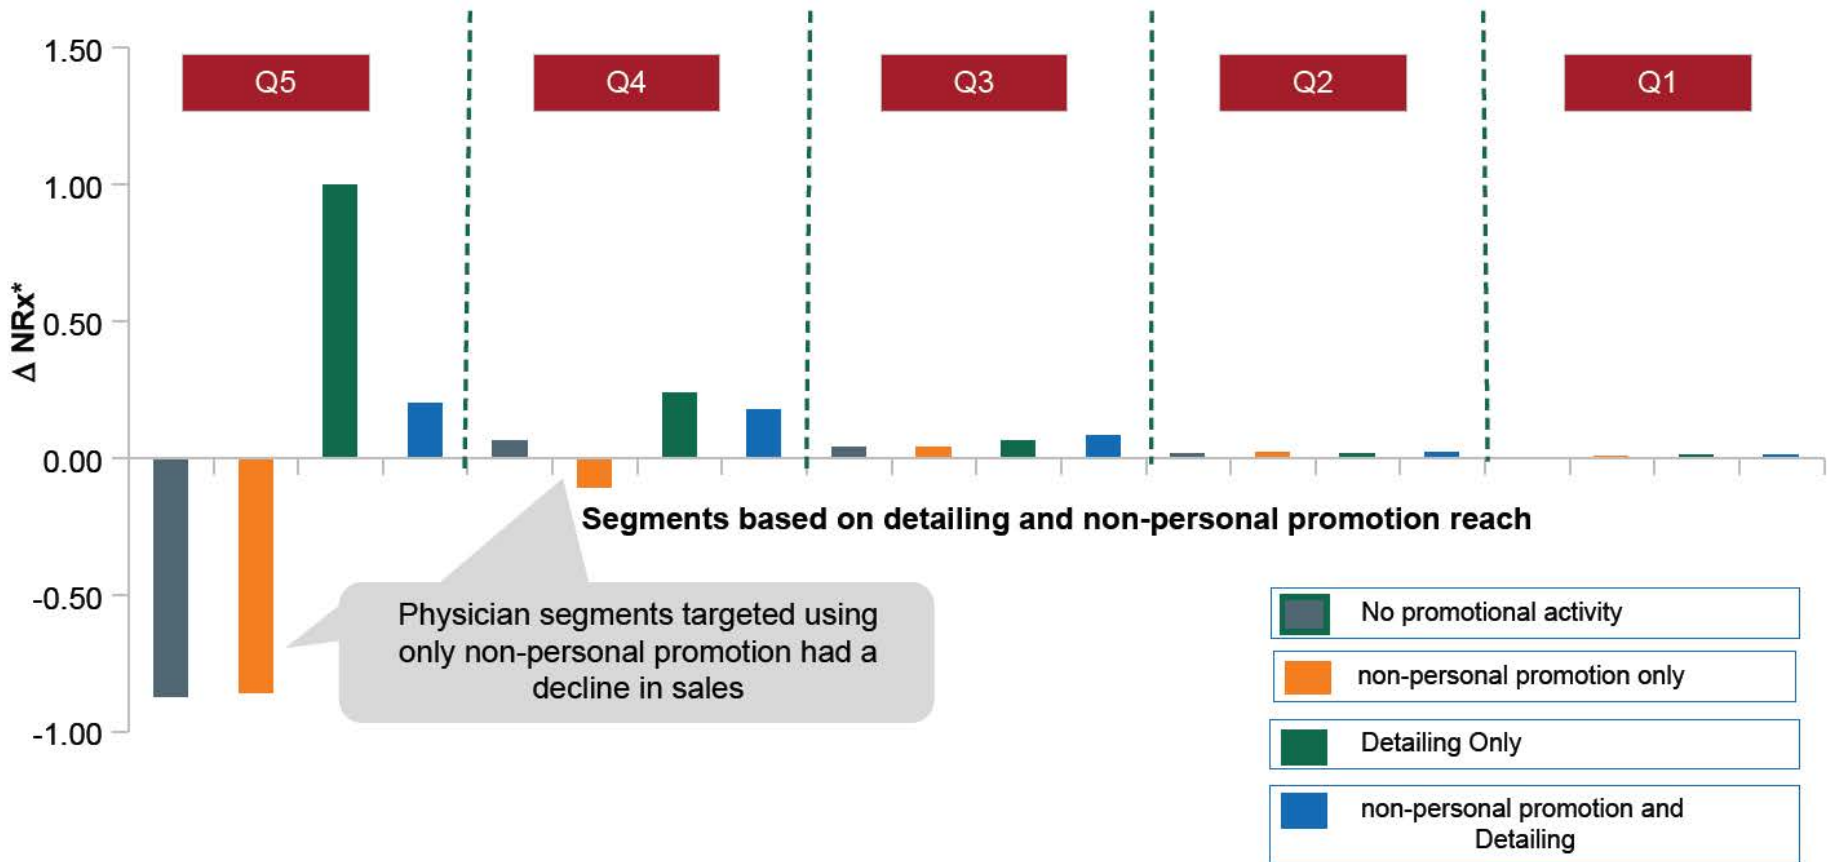 Q5
Q4
Q3
Q2
Q1
1.50
1.00
0.50
0.00
-0.50
-1.00
Δ NRx*
Segments based on detailing and non-personal promotion reach
Physician segments targeted using
only non-personal promotion had a
decline in sales
No promotional activity
non-personal promotion only
Detailing Only
non-personal promotion and
Detailing